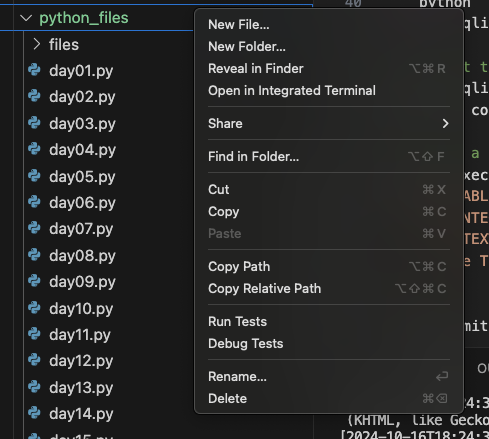 python_files
files
day01.py
day02.py
day03.py
day04.py
day05.py
day06.py
day07.py
day08.py
day09.py
day10.py
day11.py
day12.py
day13.py
day14.py
day15.py
New File...
New Folder...
Reveal in Finder ⌥⌘R
Open in Integrated Terminal
Share
Find in Folder... ⌥⇧F
Cut ⌘X
Copy ⌘C
Paste ⌘V
Copy Path ⌥⌘C
Copy Relative Path ⌥⇧⌘C
Run Tests
Debug Tests
Rename... ⏎
Delete ⌘⌫
40 python
(KHTML, like Gecko
[2024-10-16T18:24:3